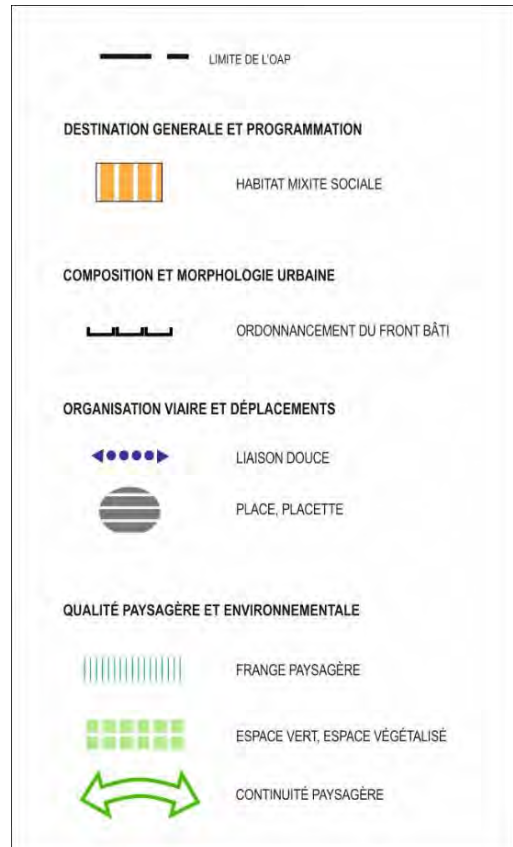 LIMITE DE L'OAP
DESTINATION GENERALE ET PROGRAMMATION
HABITAT MIXITE SOCIALE
COMPOSITION ET MORPHOLOGIE URBAINE
ORDONNANCEMENT DU FRONT BÂTI
ORGANISATION VIAIRE ET DÉPLACEMENTS
LIAISON DOUCE
PLACE, PLACETTE
QUALITÉ PAYSAGÈRE ET ENVIRONNEMENTALE
FRANGE PAYSAGÈRE
ESPACE VERT, ESPACE VÉGÉTALISÉ
CONTINUITÉ PAYSAGÈRE